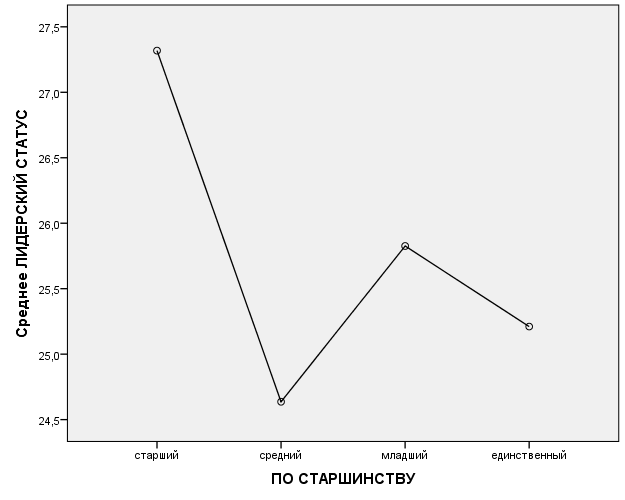 27,5
27,0
26,5
26,0
25,5
25,0
24,5
Среднее ЛИДЕРСКИЙ СТАТУС
старший средний младший единственный
ПО СТАРШИНСТВУ